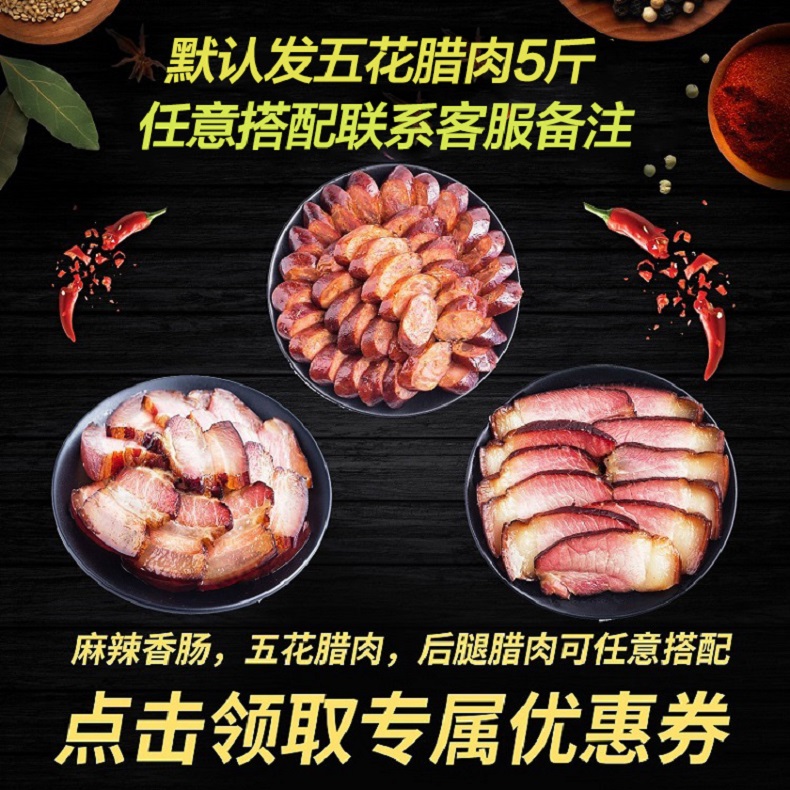 默认发五花腊肉5斤
任意搭配联系客服备注
麻辣香肠，五花腊肉，后腿腊肉可任意搭配
点击领取专属优惠券